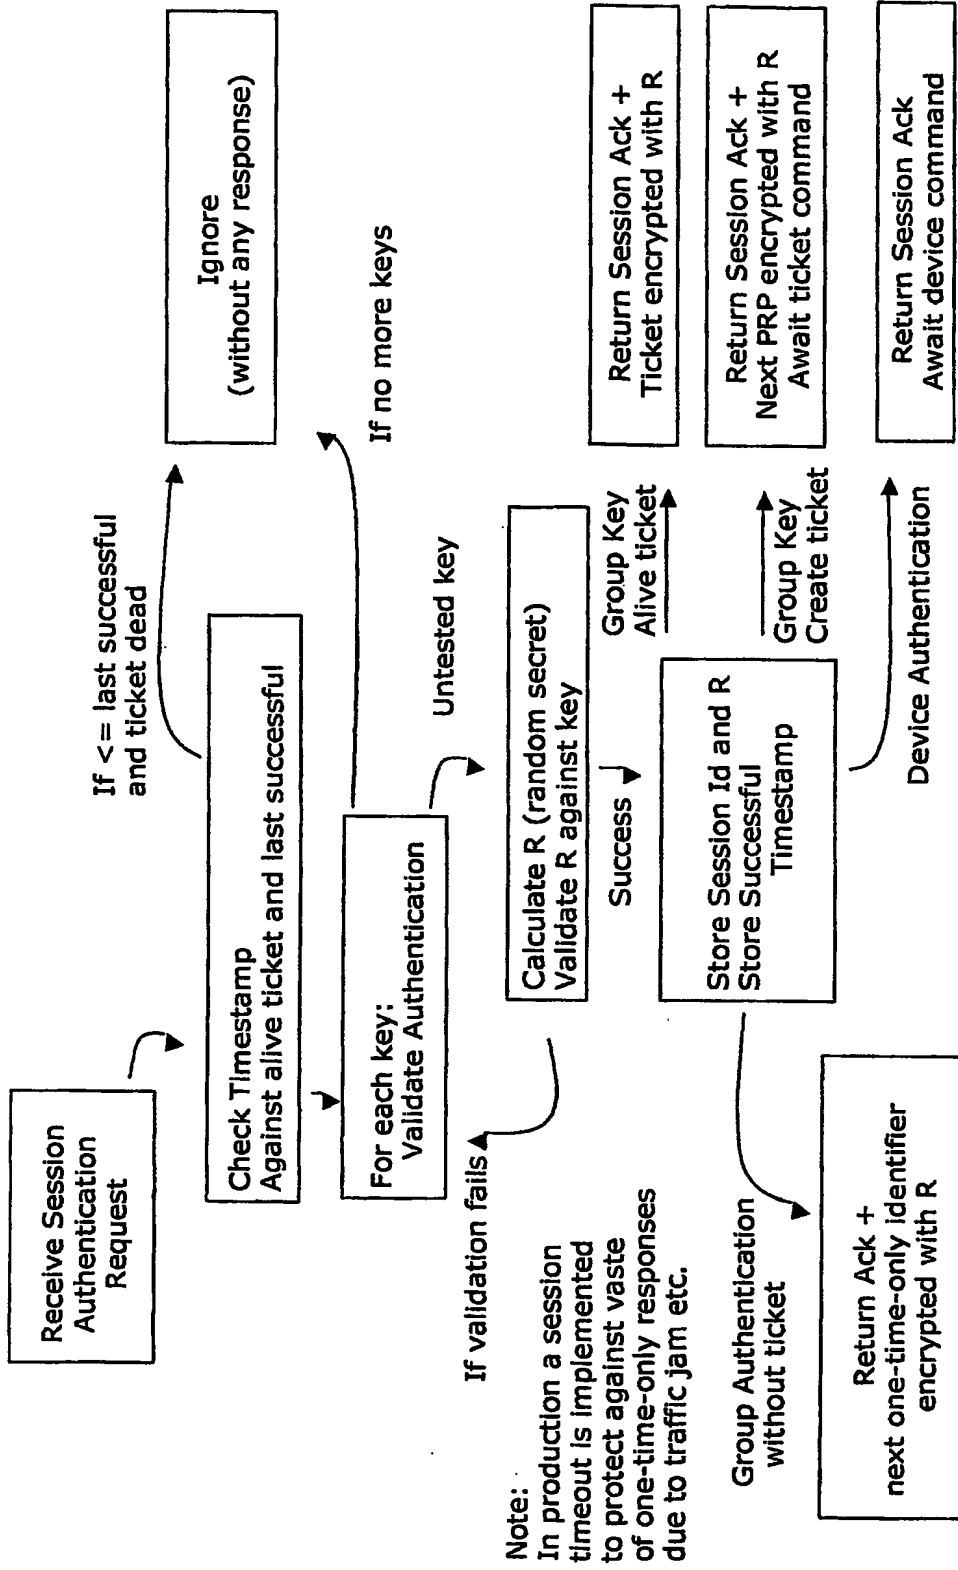 Receive Session
Authentication
Request
If <= last successful
and ticket dead
Ignore
(without any response)
Check Timestamp
Against alive ticket and last successful
If no more keys
For each key:
Validate Authentication
Untested key
If validation fails
Calculate R (random secret)
Validate R against key
Note:
In production a session
timeout is implemented
to protect against vaste
of one-time-only responses
due to traffic jam etc.
Success
Group Key
Alive ticket
Return Session Ack +
Ticket encrypted with R
Store Session Id and R
Store Successful
Timestamp
Group Key
Create ticket
Return Session Ack +
Next PRP encrypted with R
Await ticket command
Group Authentication
without ticket
Device Authentication
Return Session Ack
Await device command
Return Ack +
next one-time-only identifier
encrypted with R